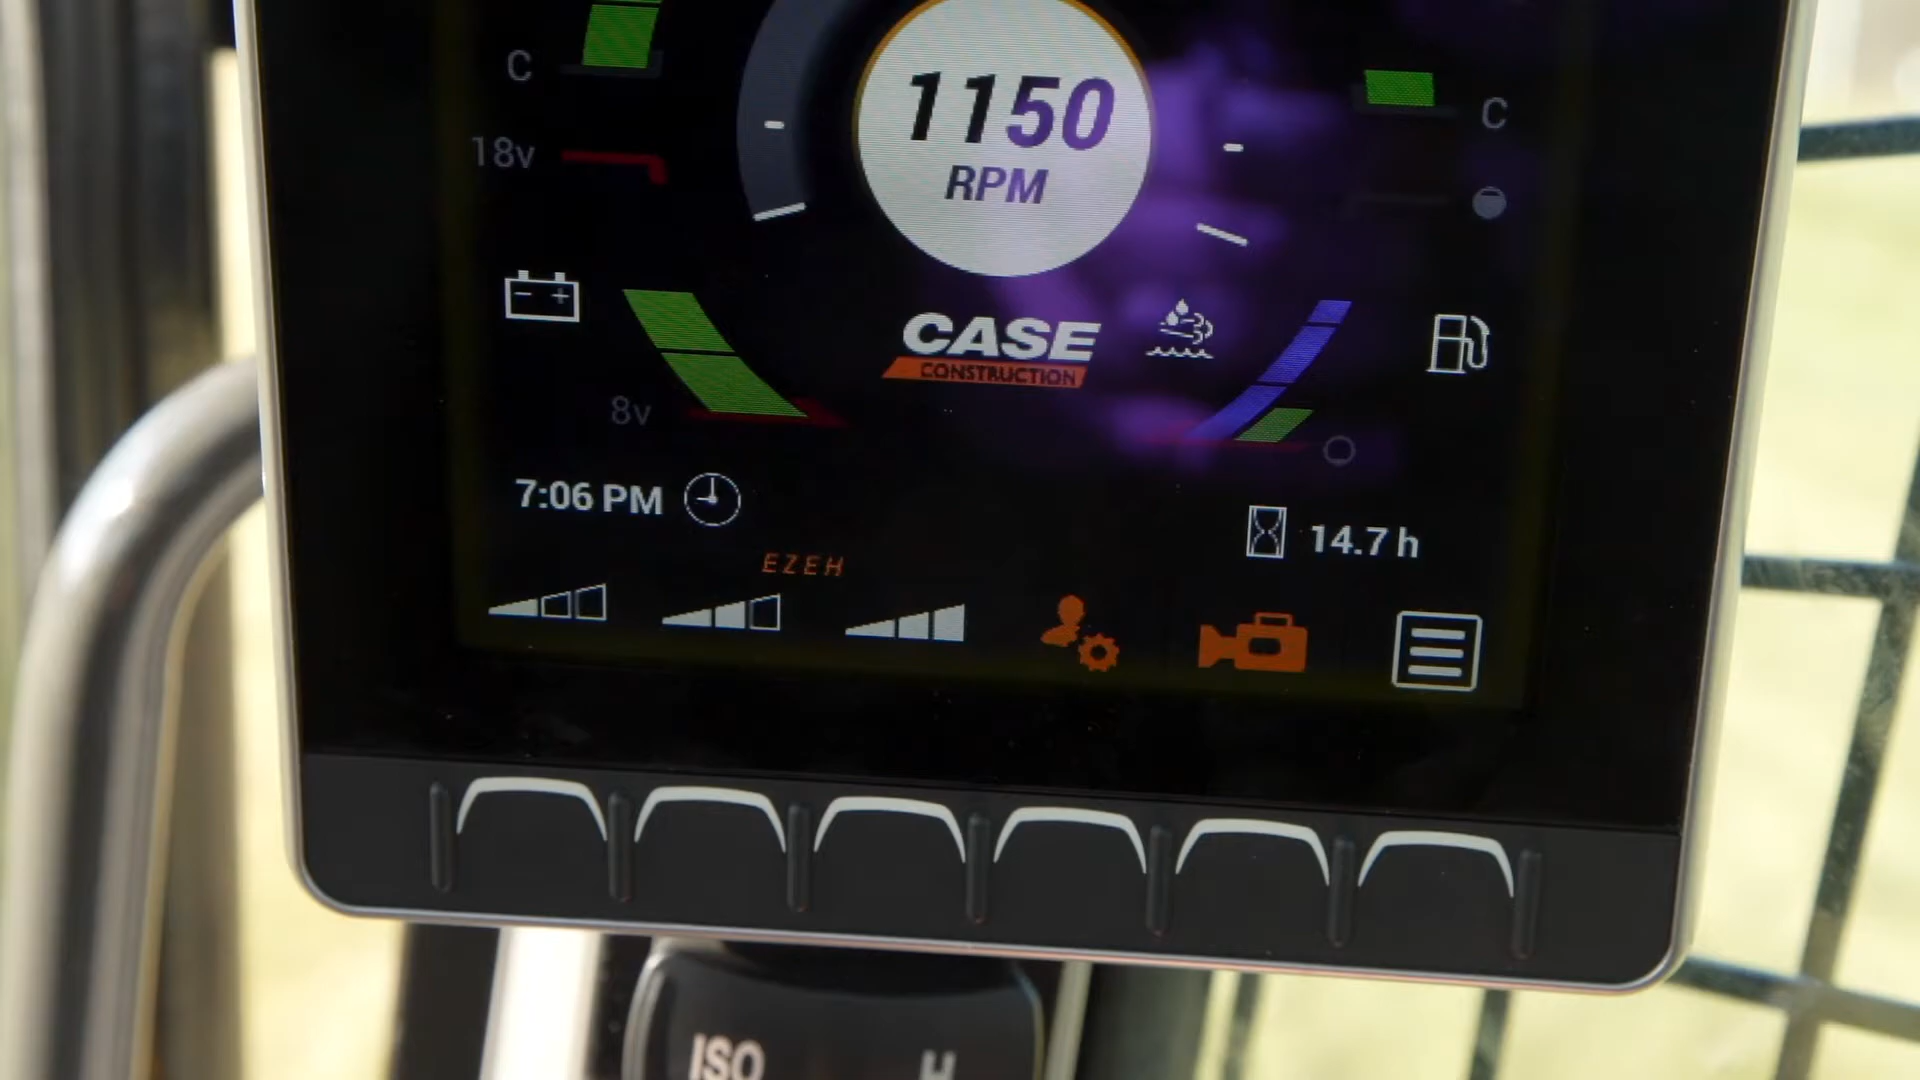 C
1150
RPM
C
18v
CASE
CONSTRUCTION
8v
7:06 PM
14.7 h
EZEH
ISO
H